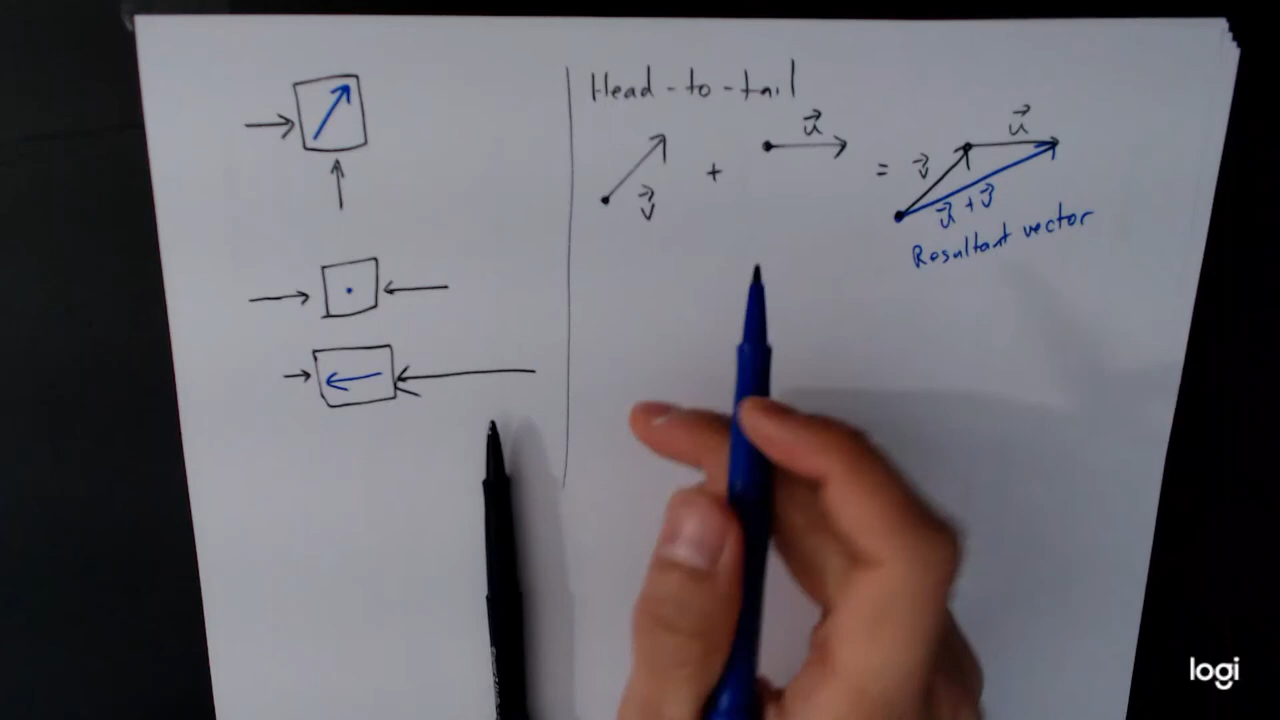 Head-to-tail
v⃗ + u⃗ = v⃗ u⃗
u⃗ + v⃗
Resultant vector
logi